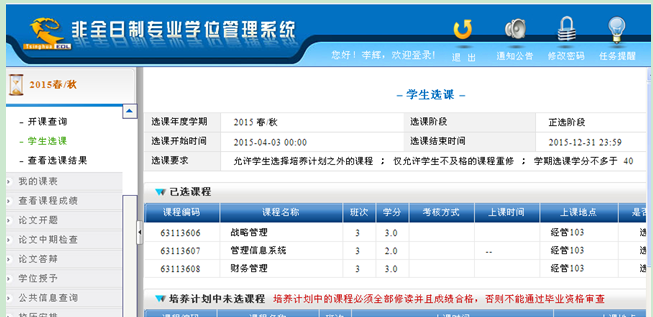 非全日制专业学位管理系统
Tsinghua EDL
您好！李辉，欢迎登录！
退 出
通知公告
修改密码
任务提醒
2015春/秋
- 开课查询
- 学生选课
- 查看选课结果
我的课表
查看课程成绩
论文开题
论文中期检查
论文答辩
学位授予
公共信息查询
－学生选课－
选课年度学期 2015 春/秋 选课阶段 正选阶段
选课开始时间 2015-04-03 00:00 选课结束时间 2015-12-31 23:59
选课要求 允许学生选择培养计划之外的课程 ； 仅允许学生不及格的课程重修 ； 学期选课学分不多于 40
已选课程
课程编码 课程名称 班次 学分 考核方式 上课时间 上课地点 是否
63113606 战略管理 3 3.0 经管103
63113607 管理信息系统 3 2.0 -- 经管103
63113608 财务管理 3 3.0 经管103
培养计划中未选课程 培养计划中的课程必须全部修读并且成绩合格，否则不能通过毕业资格审查